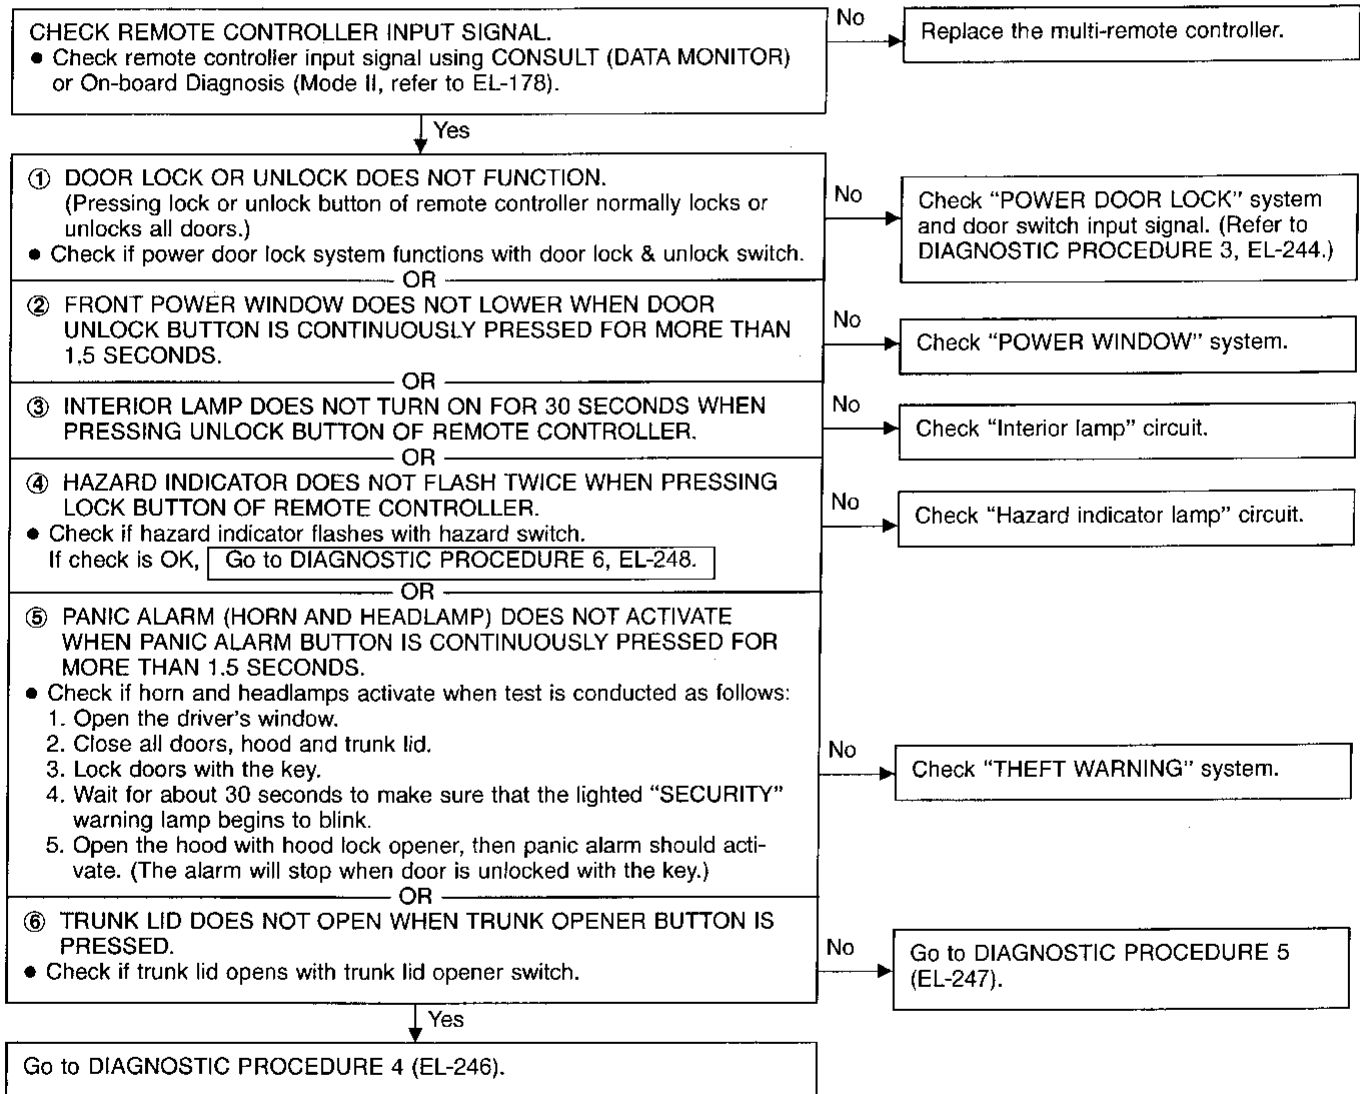 CHECK REMOTE CONTROLLER INPUT SIGNAL.
● Check remote controller input signal using CONSULT (DATA MONITOR)
or On-board Diagnosis (Mode II, refer to EL-178).
No
Replace the multi-remote controller.
Yes
① DOOR LOCK OR UNLOCK DOES NOT FUNCTION.
(Pressing lock or unlock button of remote controller normally locks or
unlocks all doors.)
● Check if power door lock system functions with door lock & unlock switch.
No
Check “POWER DOOR LOCK” system
and door switch input signal. (Refer to
DIAGNOSTIC PROCEDURE 3, EL-244.)
OR
② FRONT POWER WINDOW DOES NOT LOWER WHEN DOOR
UNLOCK BUTTON IS CONTINUOUSLY PRESSED FOR MORE THAN
1.5 SECONDS.
No
Check “POWER WINDOW” system.
OR
③ INTERIOR LAMP DOES NOT TURN ON FOR 30 SECONDS WHEN
PRESSING UNLOCK BUTTON OF REMOTE CONTROLLER.
No
Check “Interior lamp” circuit.
OR
④ HAZARD INDICATOR DOES NOT FLASH TWICE WHEN PRESSING
LOCK BUTTON OF REMOTE CONTROLLER.
● Check if hazard indicator flashes with hazard switch.
If check is OK, Go to DIAGNOSTIC PROCEDURE 6, EL-248.
No
Check “Hazard indicator lamp” circuit.
OR
⑤ PANIC ALARM (HORN AND HEADLAMP) DOES NOT ACTIVATE
WHEN PANIC ALARM BUTTON IS CONTINUOUSLY PRESSED FOR
MORE THAN 1.5 SECONDS.
● Check if horn and headlamps activate when test is conducted as follows:
1. Open the driver’s window.
2. Close all doors, hood and trunk lid.
3. Lock doors with the key.
4. Wait for about 30 seconds to make sure that the lighted “SECURITY”
warning lamp begins to blink.
5. Open the hood with hood lock opener, then panic alarm should acti-
vate. (The alarm will stop when door is unlocked with the key.)
No
Check “THEFT WARNING” system.
OR
⑥ TRUNK LID DOES NOT OPEN WHEN TRUNK OPENER BUTTON IS
PRESSED.
● Check if trunk lid opens with trunk lid opener switch.
No
Go to DIAGNOSTIC PROCEDURE 5
(EL-247).
Yes
Go to DIAGNOSTIC PROCEDURE 4 (EL-246).